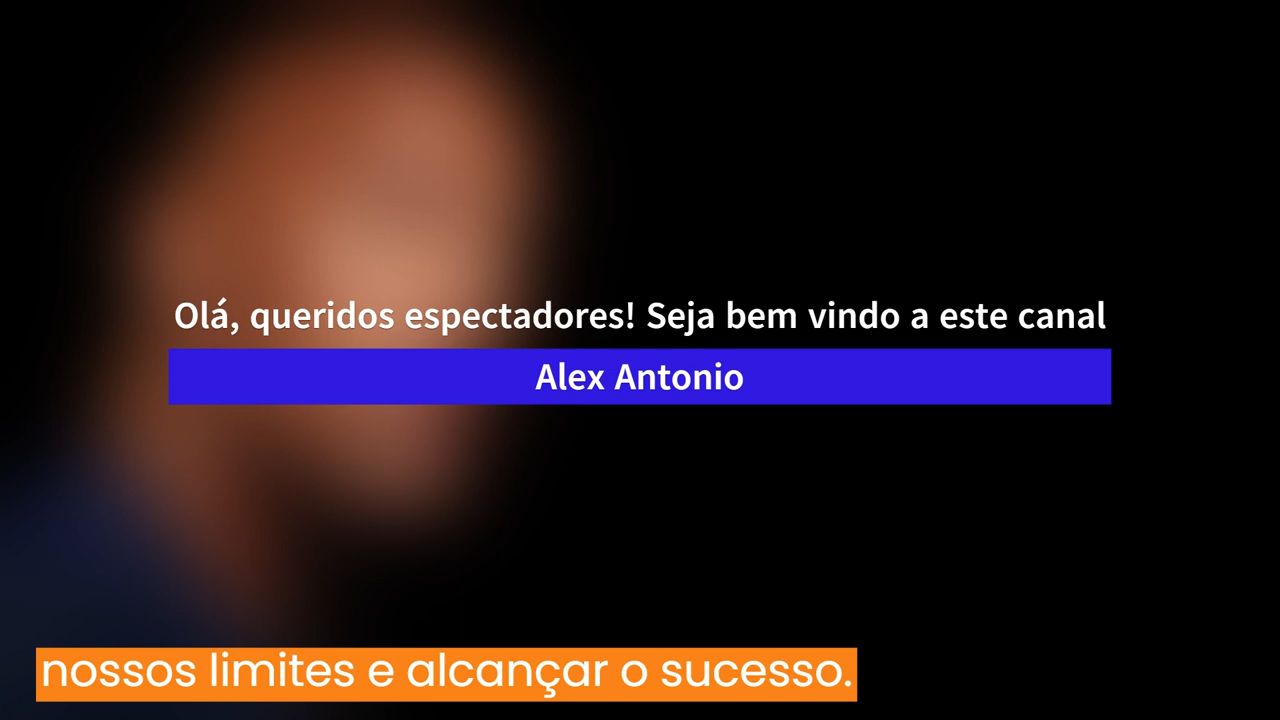 Olá, queridos espectadores! Seja bem vindo a este canal
Alex Antonio
nossos limites e alcançar o sucesso.